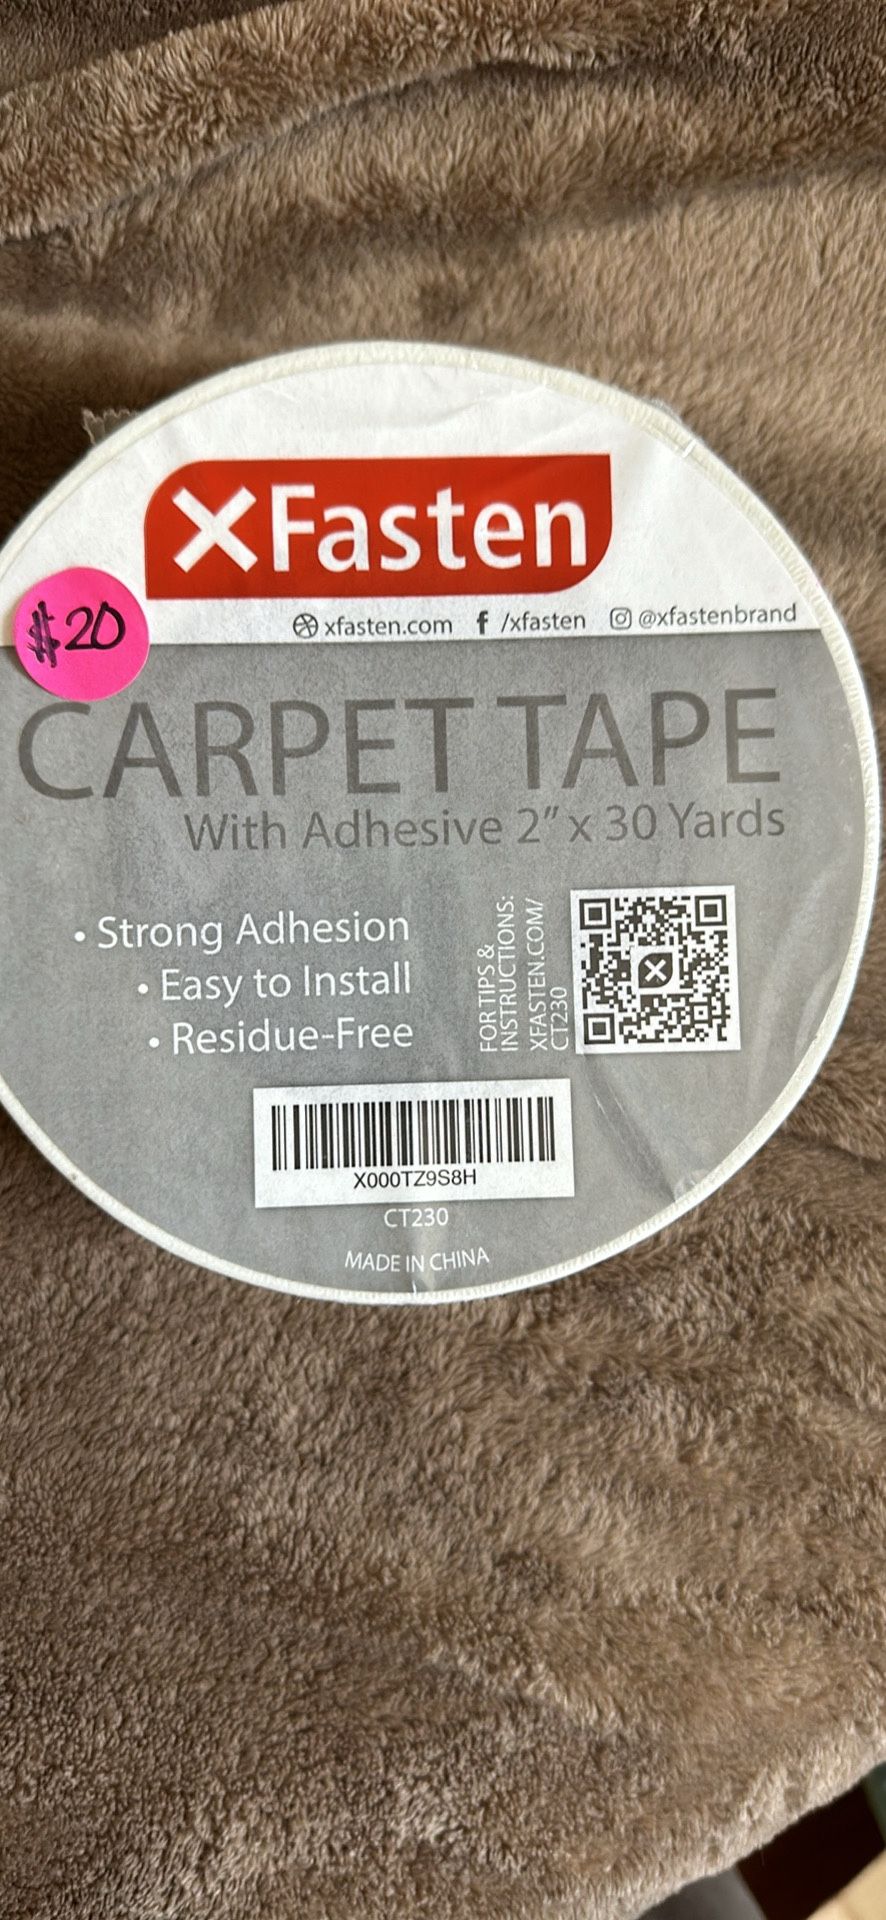 XFasten
xfasten.com /xfasten @xfastenbrand
$20
CARPET TAPE
With Adhesive 2" x 30 Yards
• Strong Adhesion
• Easy to Install
• Residue-Free
FOR TIPS &
INSTRUCTIONS:
XFASTEN.COM/
CT230
X000TZ9S8H
CT230
MADE IN CHINA